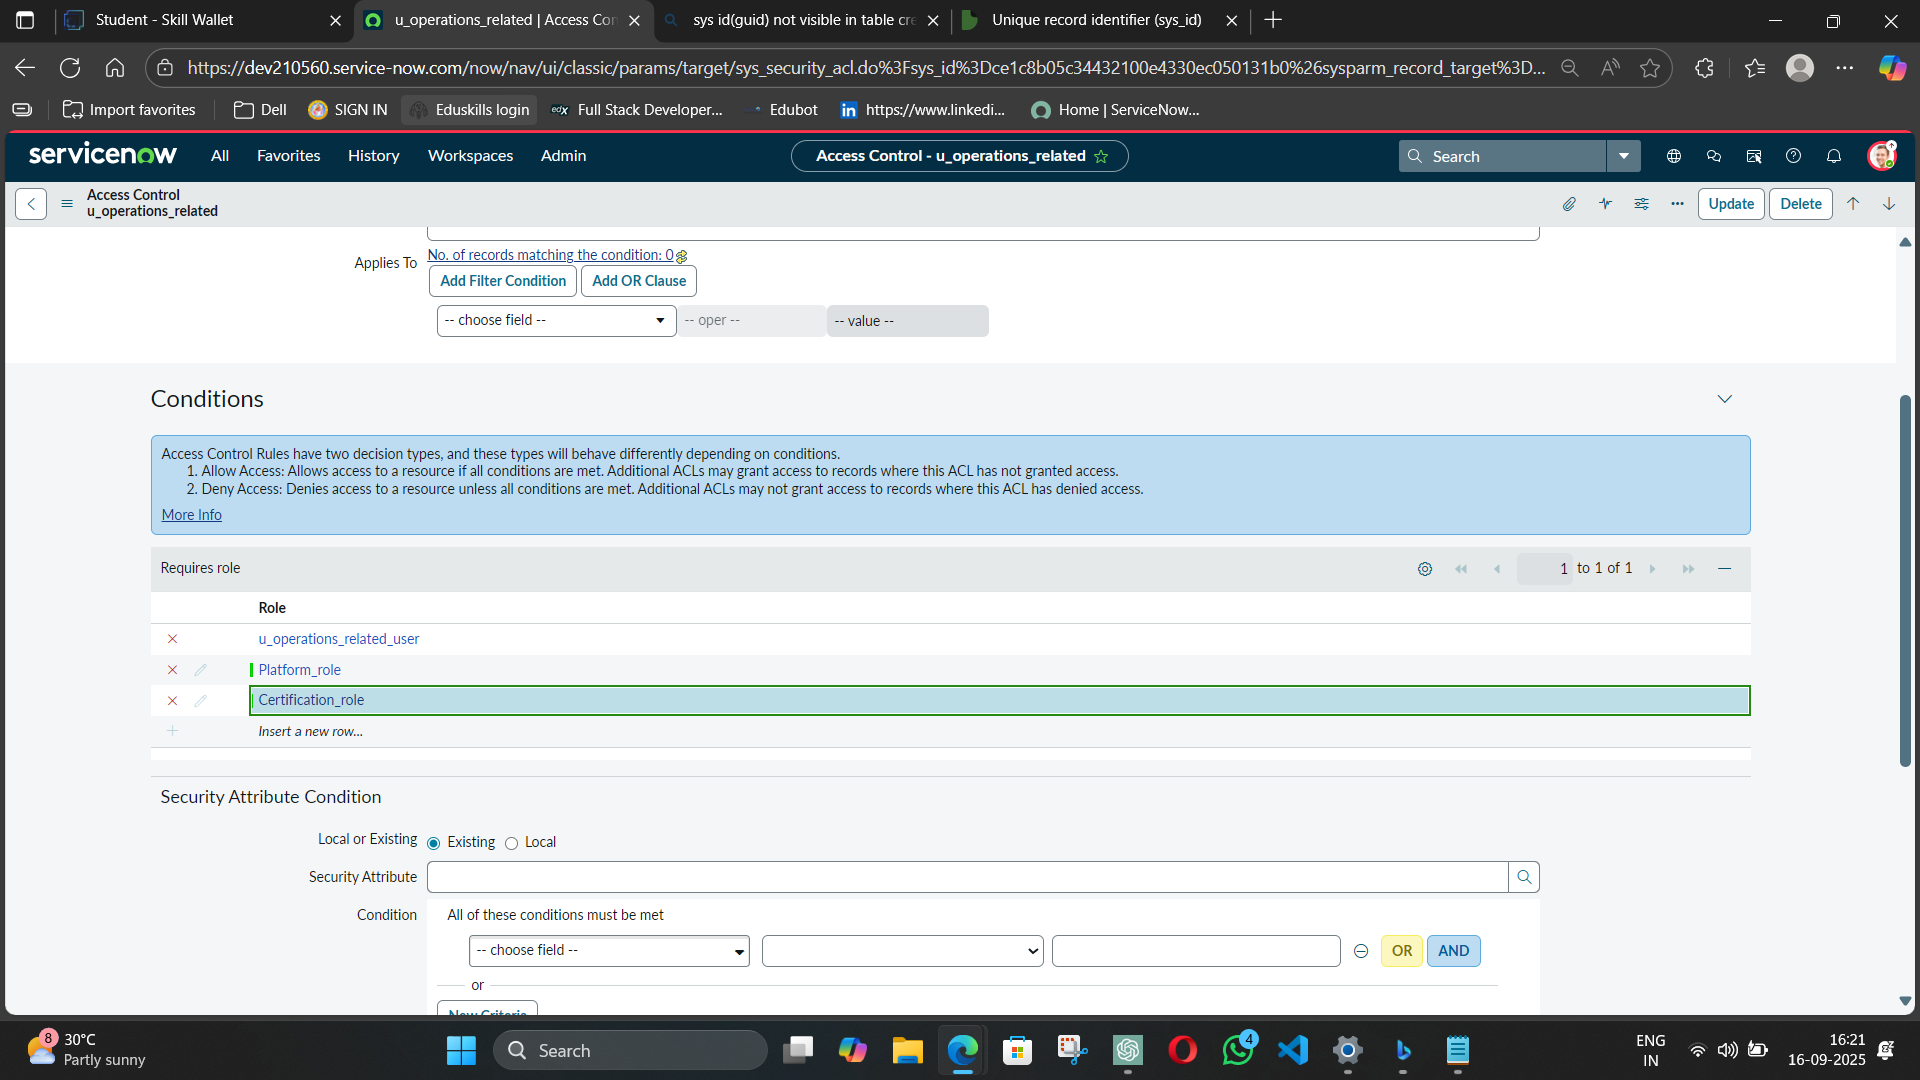 Student - Skill Wallet
u_operations_related | Access Con
sys id(guid) not visible in table cre
Unique record identifier (sys_id)
https://dev210560.service-now.com/now/nav/ui/classic/params/target/sys_security_acl.do%3Fsys_id%3Dce1c8b05c34432100e4330ec050131b0%26sysparm_record_target%3D...
Import favorites
Dell
SIGN IN
Eduskills login
edX Full Stack Developer...
Edubot
https://www.linkedi...
Home | ServiceNow...
servicenow
All
Favorites
History
Workspaces
Admin
Access Control - u_operations_related
Search
Access Control
u_operations_related
Update
Delete
Applies To
No. of records matching the condition: 0
Add Filter Condition
Add OR Clause
-- choose field --
-- oper --
-- value --
Conditions
Access Control Rules have two decision types, and these types will behave differently depending on conditions.
1. Allow Access: Allows access to a resource if all conditions are met. Additional ACLs may grant access to records where this ACL has not granted access.
2. Deny Access: Denies access to a resource unless all conditions are met. Additional ACLs may not grant access to records where this ACL has denied access.
More Info
Requires role
1 to 1 of 1
Role
u_operations_related_user
Platform_role
Certification_role
Insert a new row...
Security Attribute Condition
Local or Existing
Existing
Local
Security Attribute
Condition
All of these conditions must be met
-- choose field --
OR
AND
or
New Criteria
8
30°C
Partly sunny
Search
4
ENG
IN
16:21
16-09-2025